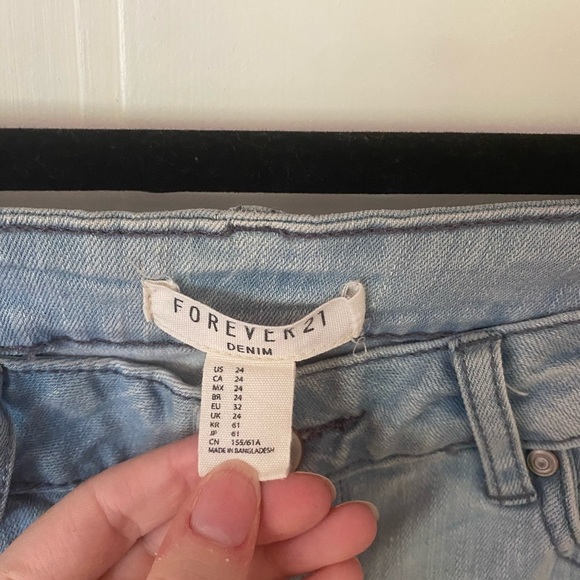 FOREVER 21
DENIM
US 24
CA 24
MX 24
BR 24
EU 32
UK 24
KR 61
JP 61
CN 155/61A
MADE IN BANGLADESH